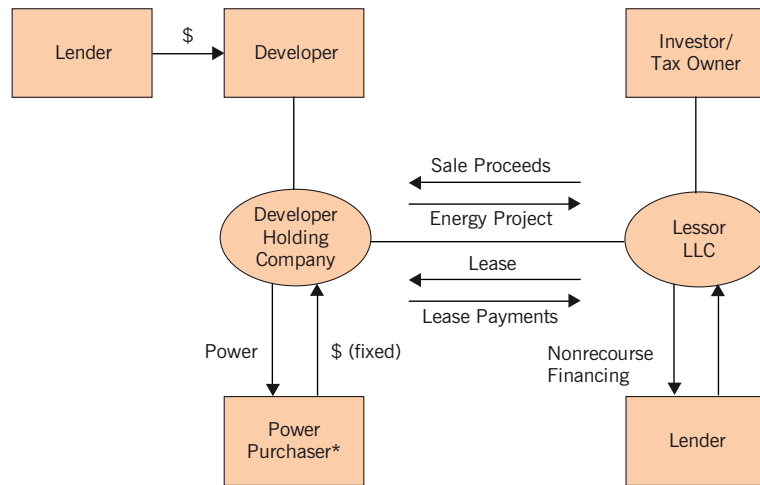 Lender
$
Developer
Investor/
Tax Owner
Sale Proceeds
Energy Project
Developer
Holding
Company
Lessor
LLC
Lease
Lease Payments
Power
$ (fixed)
Nonrecourse
Financing
Power
Purchaser*
Lender